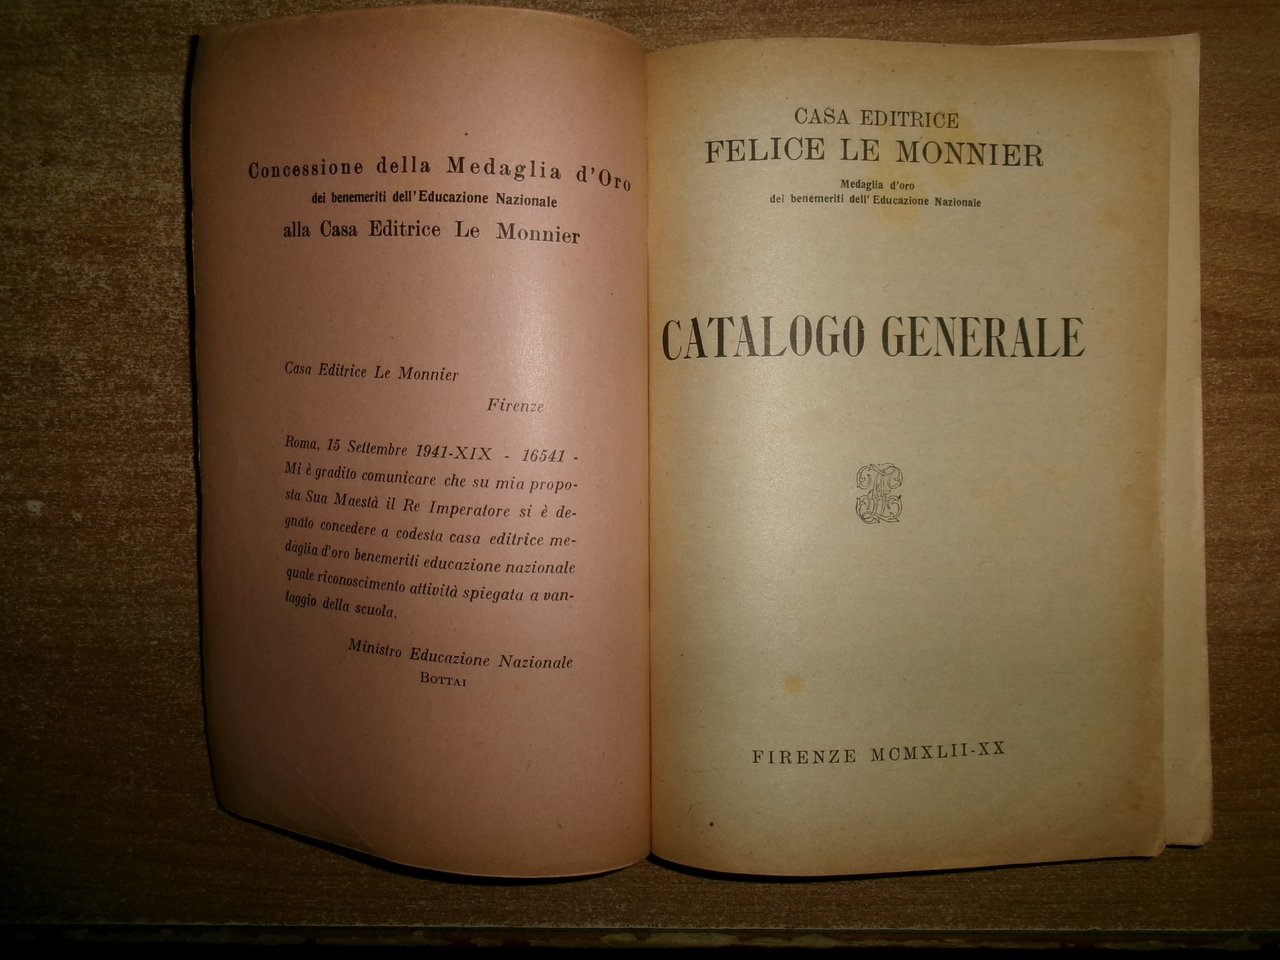 Concessione della Medaglia d'Oro
dei benemeriti dell'Educazione Nazionale
alla Casa Editrice Le Monnier
Casa Editrice Le Monnier
Firenze
Roma, 15 Settembre 1941-XIX - 16541 -
Mi è gradito comunicare che su mia propo-
sta Sua Maestà il Re Imperatore si è de-
gnato concedere a codesta casa editrice me-
daglia d'oro benemeriti educazione nazionale
quale riconoscimento attività spiegata a van-
taggio della scuola.
Ministro Educazione Nazionale
BOTTAI
CASA EDITRICE
FELICE LE MONNIER
Medaglia d'oro
dei benemeriti dell'Educazione Nazionale
CATALOGO GENERALE
FIRENZE MCMXLII-XX